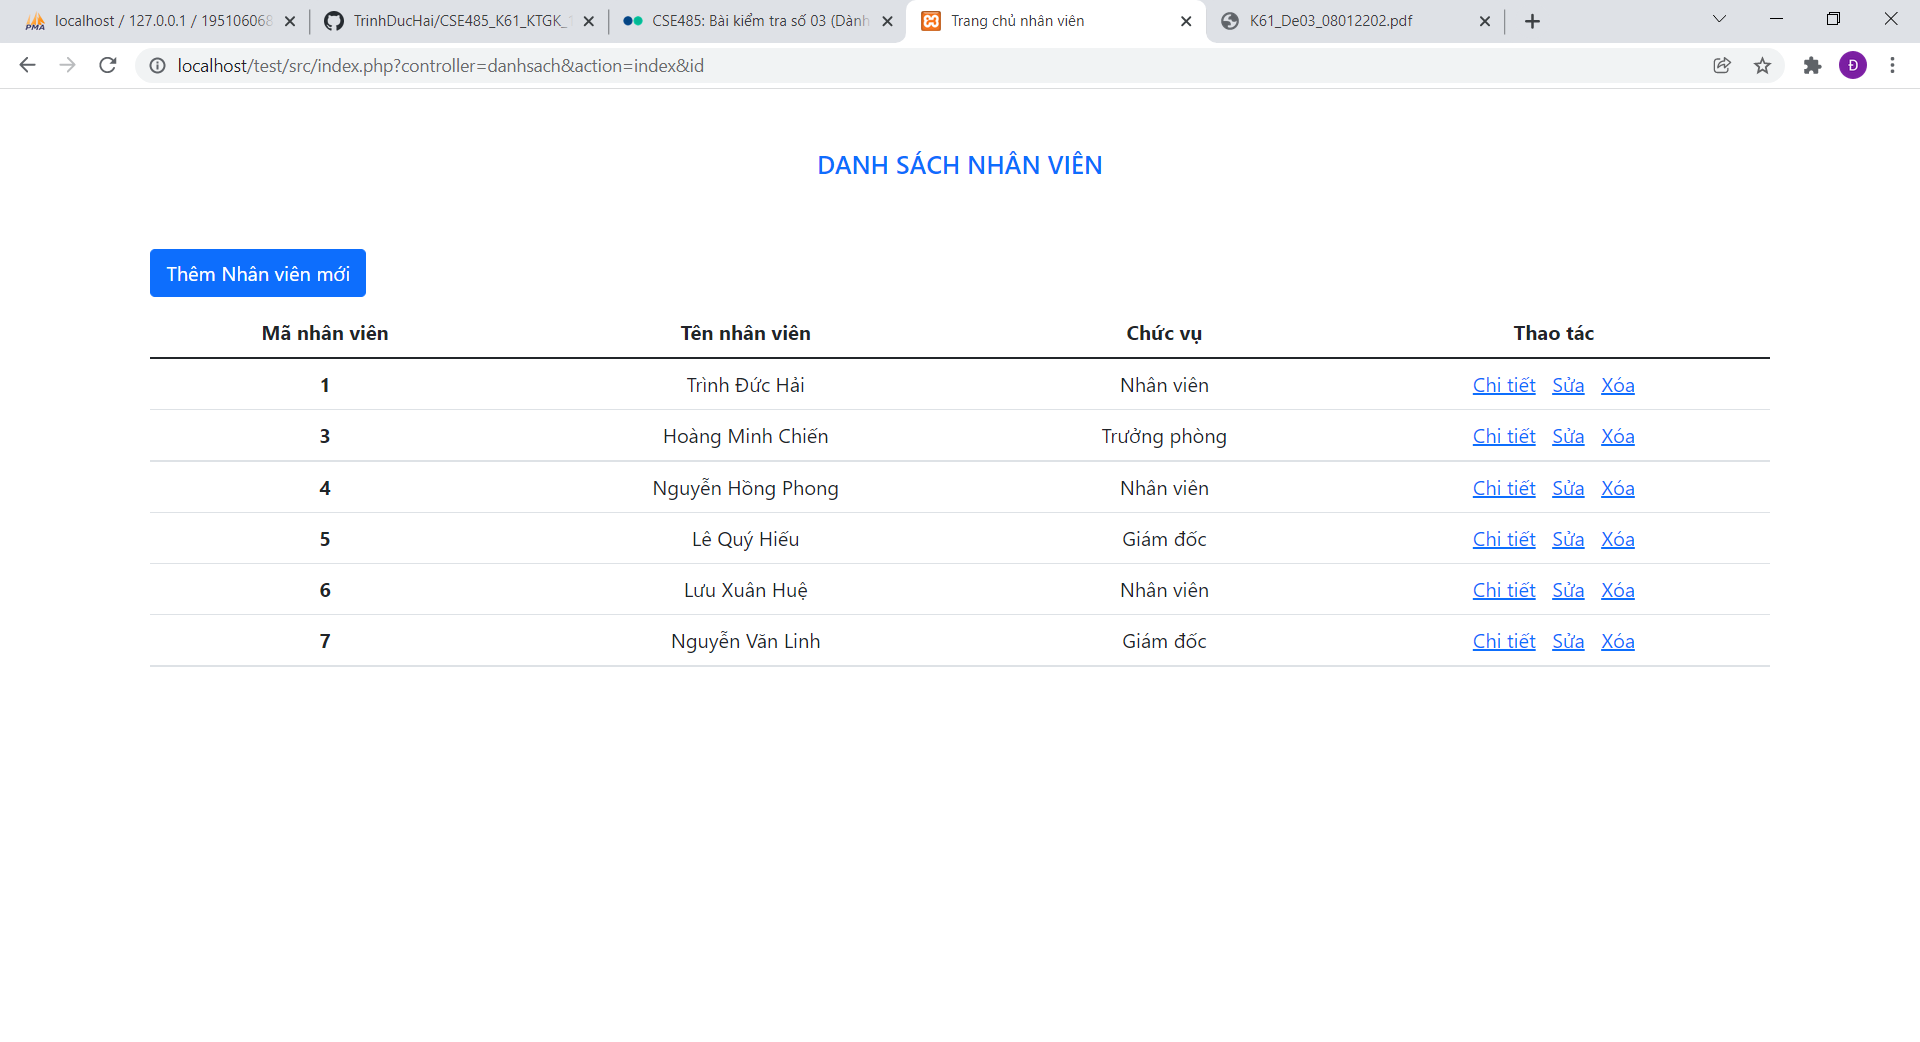 localhost / 127.0.0.1 / 195106068
TrinhDucHai/CSE485_K61_KTGK_1
CSE485: Bài kiểm tra số 03 (Dành
Trang chủ nhân viên
K61_De03_08012202.pdf
localhost/test/src/index.php?controller=danhsach&action=index&id
Đ
DANH SÁCH NHÂN VIÊN
Thêm Nhân viên mới
Mã nhân viên Tên nhân viên Chức vụ Thao tác
1 Trình Đức Hải Nhân viên Chi tiết Sửa Xóa
3 Hoàng Minh Chiến Trưởng phòng Chi tiết Sửa Xóa
4 Nguyễn Hồng Phong Nhân viên Chi tiết Sửa Xóa
5 Lê Quý Hiếu Giám đốc Chi tiết Sửa Xóa
6 Lưu Xuân Huệ Nhân viên Chi tiết Sửa Xóa
7 Nguyễn Văn Linh Giám đốc Chi tiết Sửa Xóa